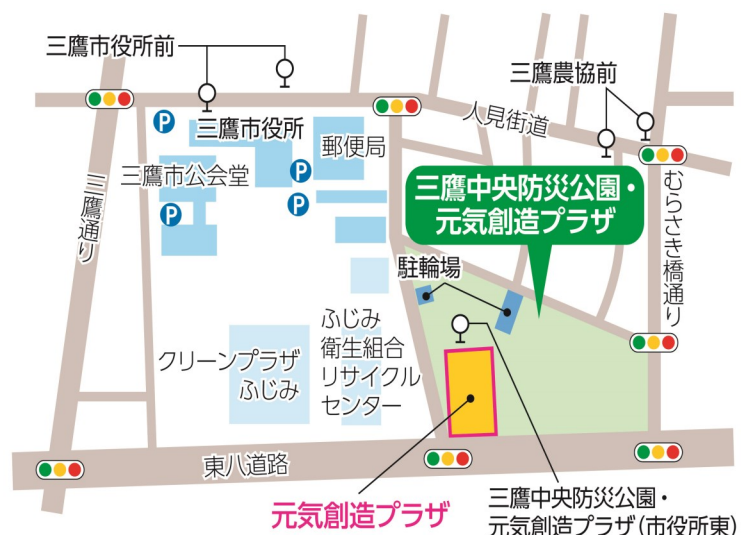 三鷹市役所前
三鷹農協前
人見街道
P
三鷹市役所
郵便局
三鷹市公会堂
P
P
P
三鷹通り
三鷹中央防災公園・
元気創造プラザ
むらさき橋通り
駐輪場
ふじみ
衛生組合
リサイクル
センター
クリーンプラザ
ふじみ
東八道路
元気創造プラザ
三鷹中央防災公園・
元気創造プラザ(市役所東)